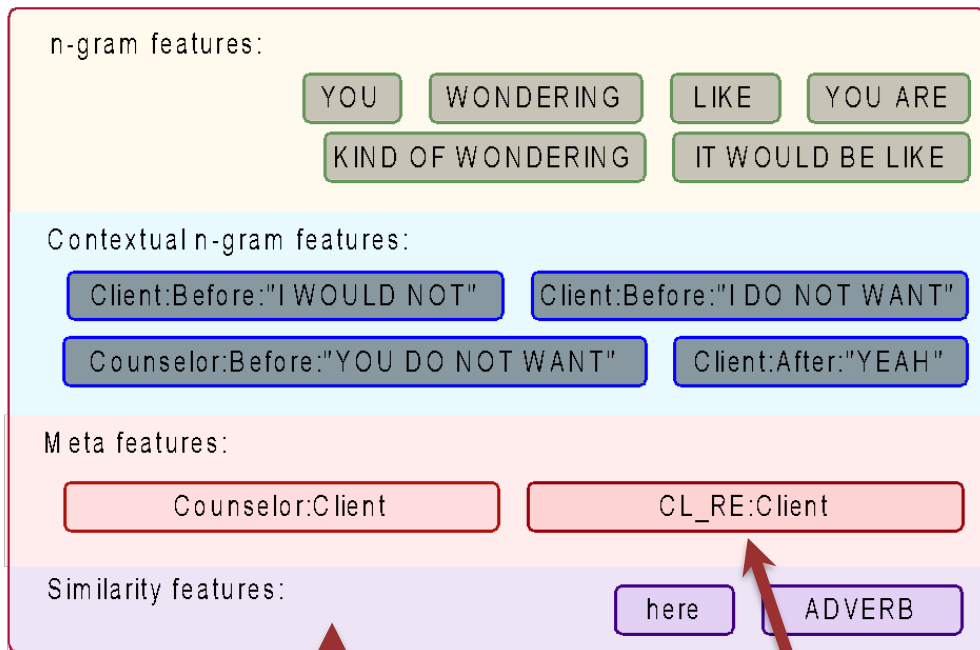 n-gram features:
YOU WONDERING LIKE YOU ARE
KIND OF WONDERING IT WOULD BE LIKE
Contextual n-gram features:
Client:Before:"I WOULD NOT" Client:Before:"I DO NOT WANT"
Counselor:Before:"YOU DO NOT WANT" Client:After:"YEAH"
Meta features:
Counselor:Client CL_RE:Client
Similarity features:
here ADVERB